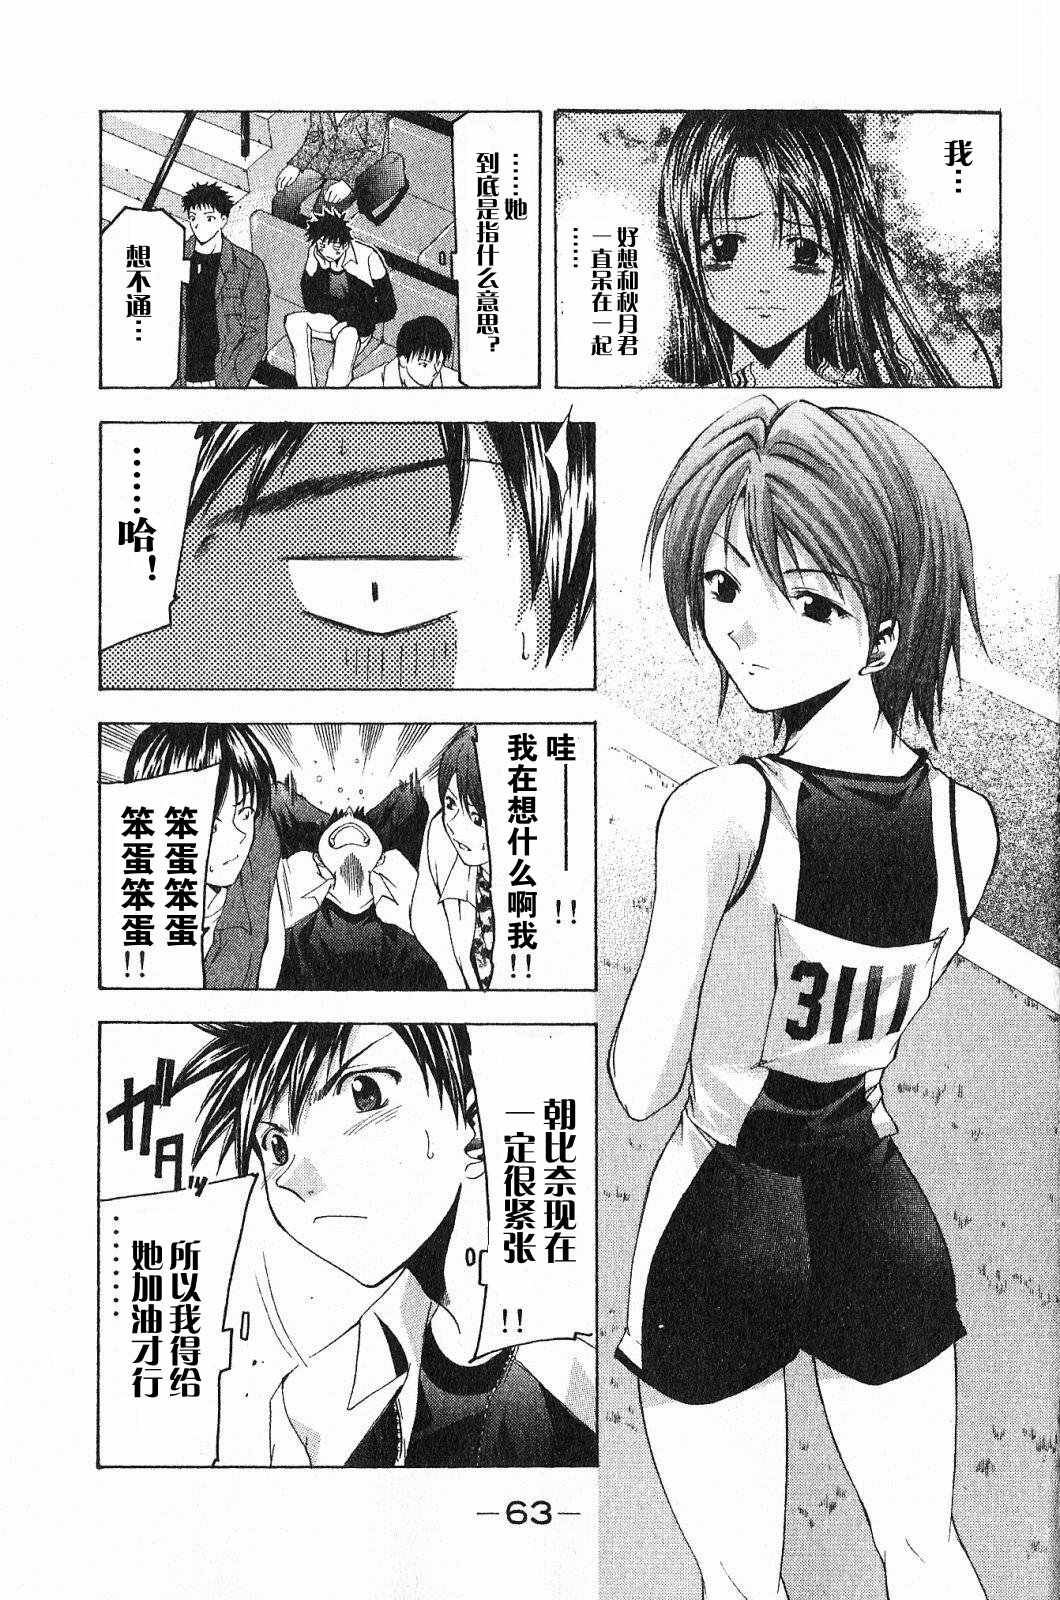 我…
好想和秋月君
一直呆在一起
……
……她
到底是指什么意思?
想不通…
……哈!
哇——!!
我在想什么啊我!!
笨蛋笨蛋
笨蛋笨蛋!!
3111
朝比奈现在
一定很紧张
!!
ガタッ
所以我得给
她加油才行
………
—63—